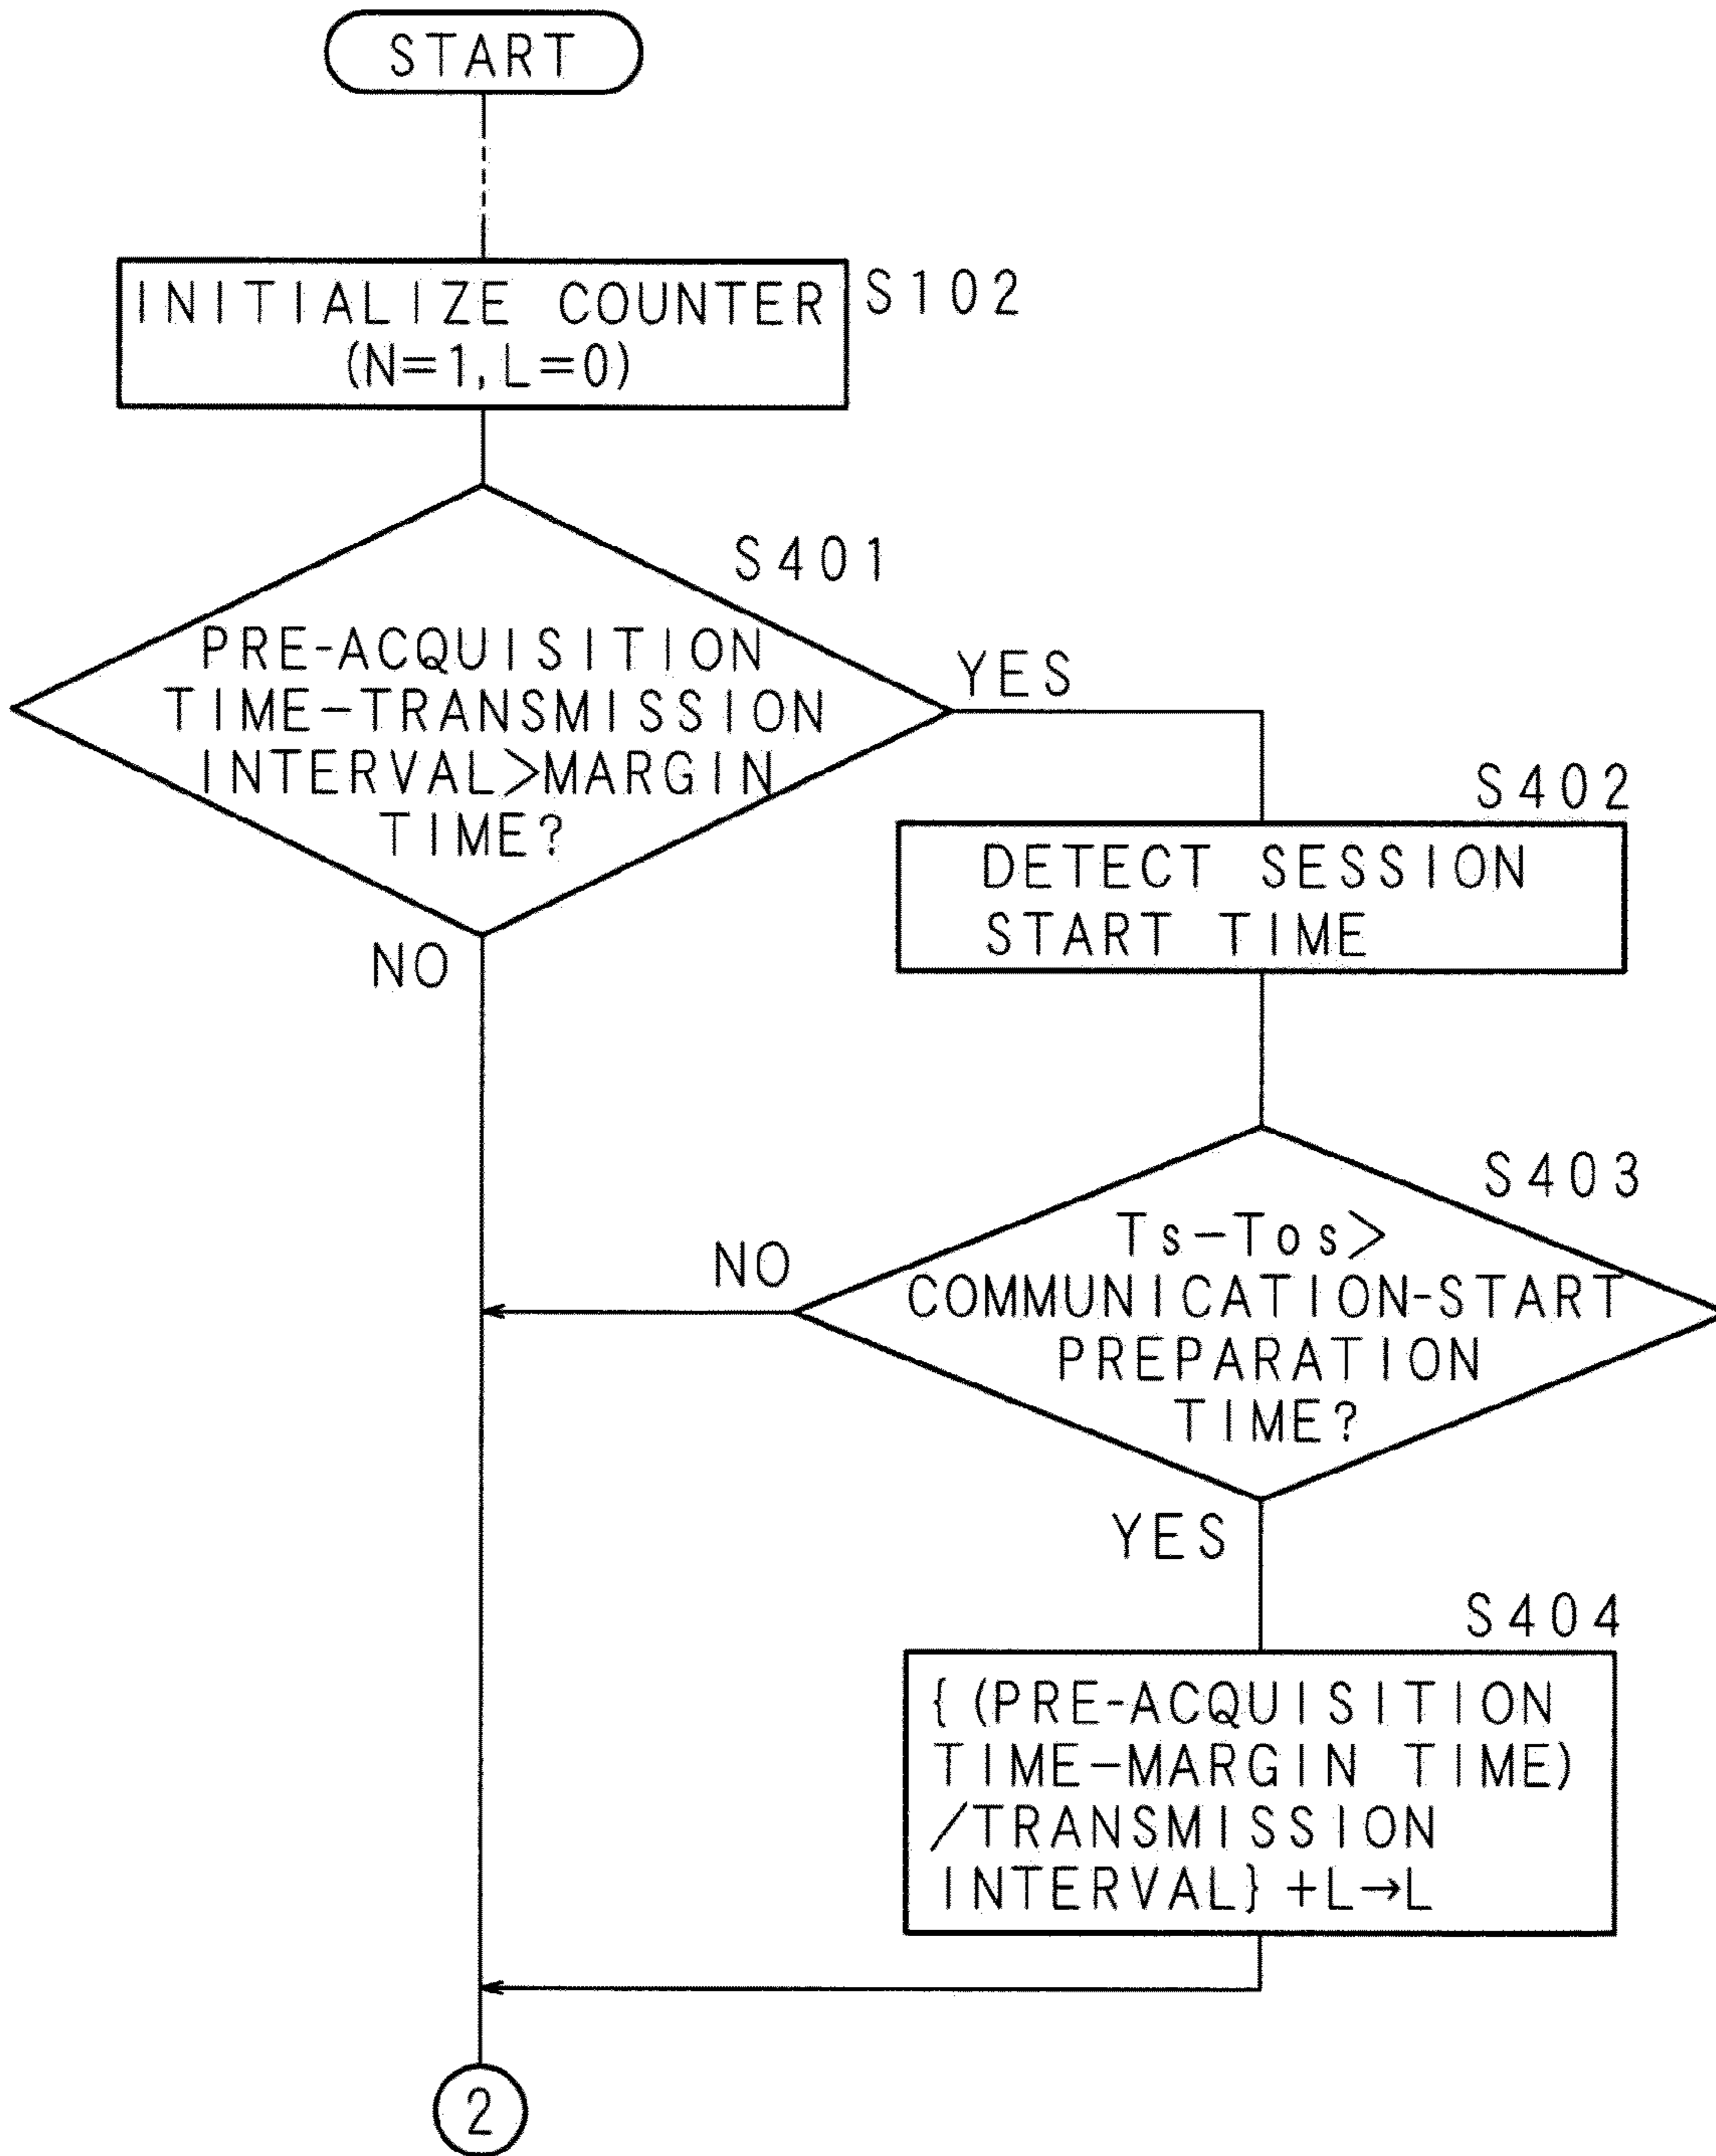 START
INITIALIZE COUNTER
(N=1, L=0)
S102
S401
PRE-ACQUISITION
TIME-TRANSMISSION
INTERVAL>MARGIN
TIME?
YES
NO
S402
DETECT SESSION
START TIME
S403
Ts-Tos>
COMMUNICATION-START
PREPARATION
TIME?
NO
YES
S404
{(PRE-ACQUISITION
TIME-MARGIN TIME)
/TRANSMISSION
INTERVAL}+L→L
2